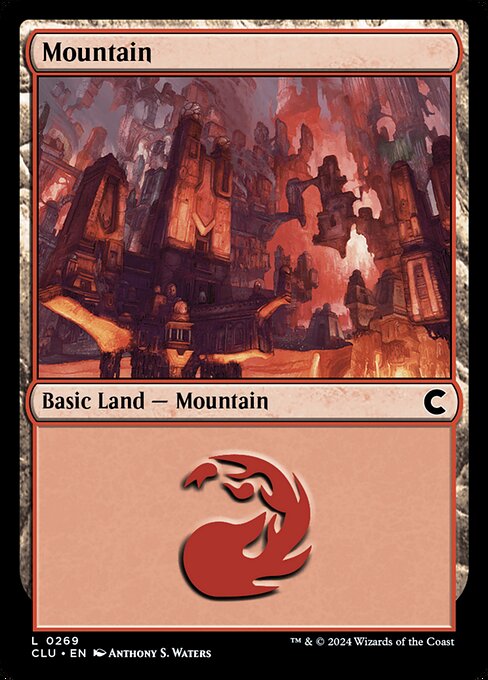 Mountain
Basic Land — Mountain
L 0269
CLU • EN Anthony S. Waters
™ & © 2024 Wizards of the Coast